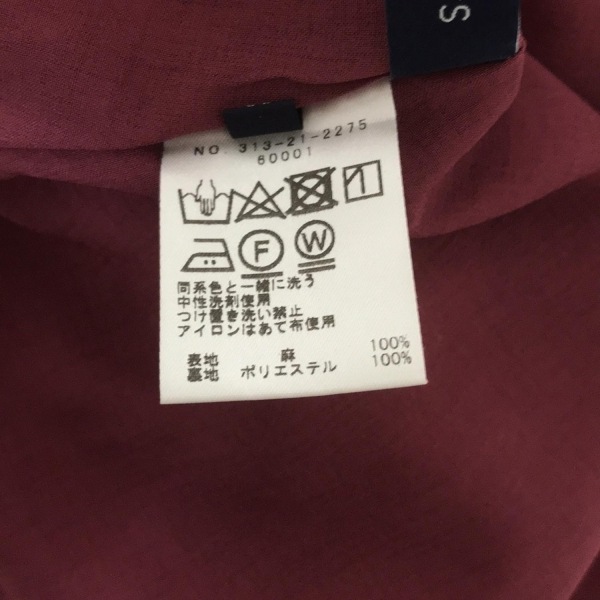 S
NO. 313-21-2275
60001
F
W
同系色と一緒に洗う
中性洗剤使用
つけ置き洗い禁止
アイロンはあて布使用
表地 麻 100%
裏地 ポリエステル 100%